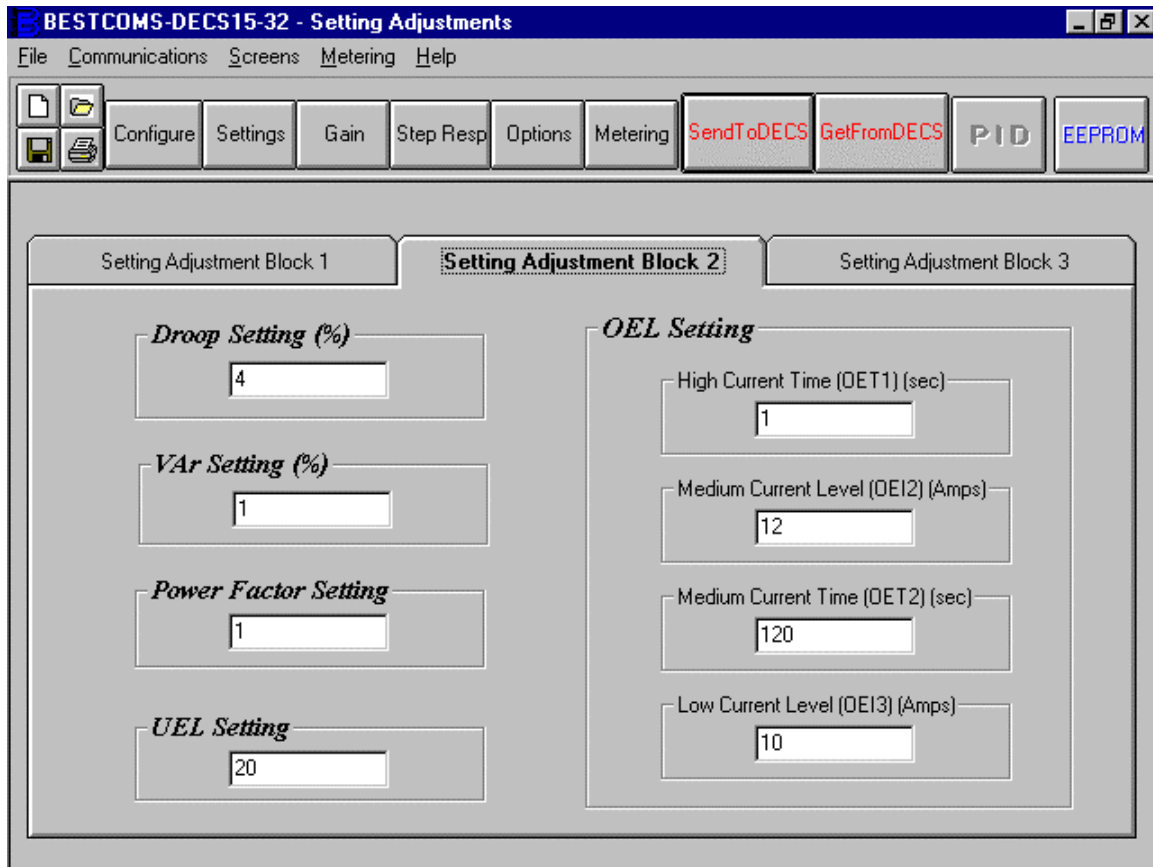 BESTCOMS-DECS15-32 - Setting Adjustments
File Communications Screens Metering Help
Configure Settings Gain Step Resp Options Metering SendToDECS GetFromDECS PID EEPROM
Setting Adjustment Block 1 Setting Adjustment Block 2 Setting Adjustment Block 3
Droop Setting (%)
4
VAr Setting (%)
1
Power Factor Setting
1
UEL Setting
20
OEL Setting
High Current Time (OET1) (sec)
1
Medium Current Level (OEI2) (Amps)
12
Medium Current Time (OET2) (sec)
120
Low Current Level (OEI3) (Amps)
10